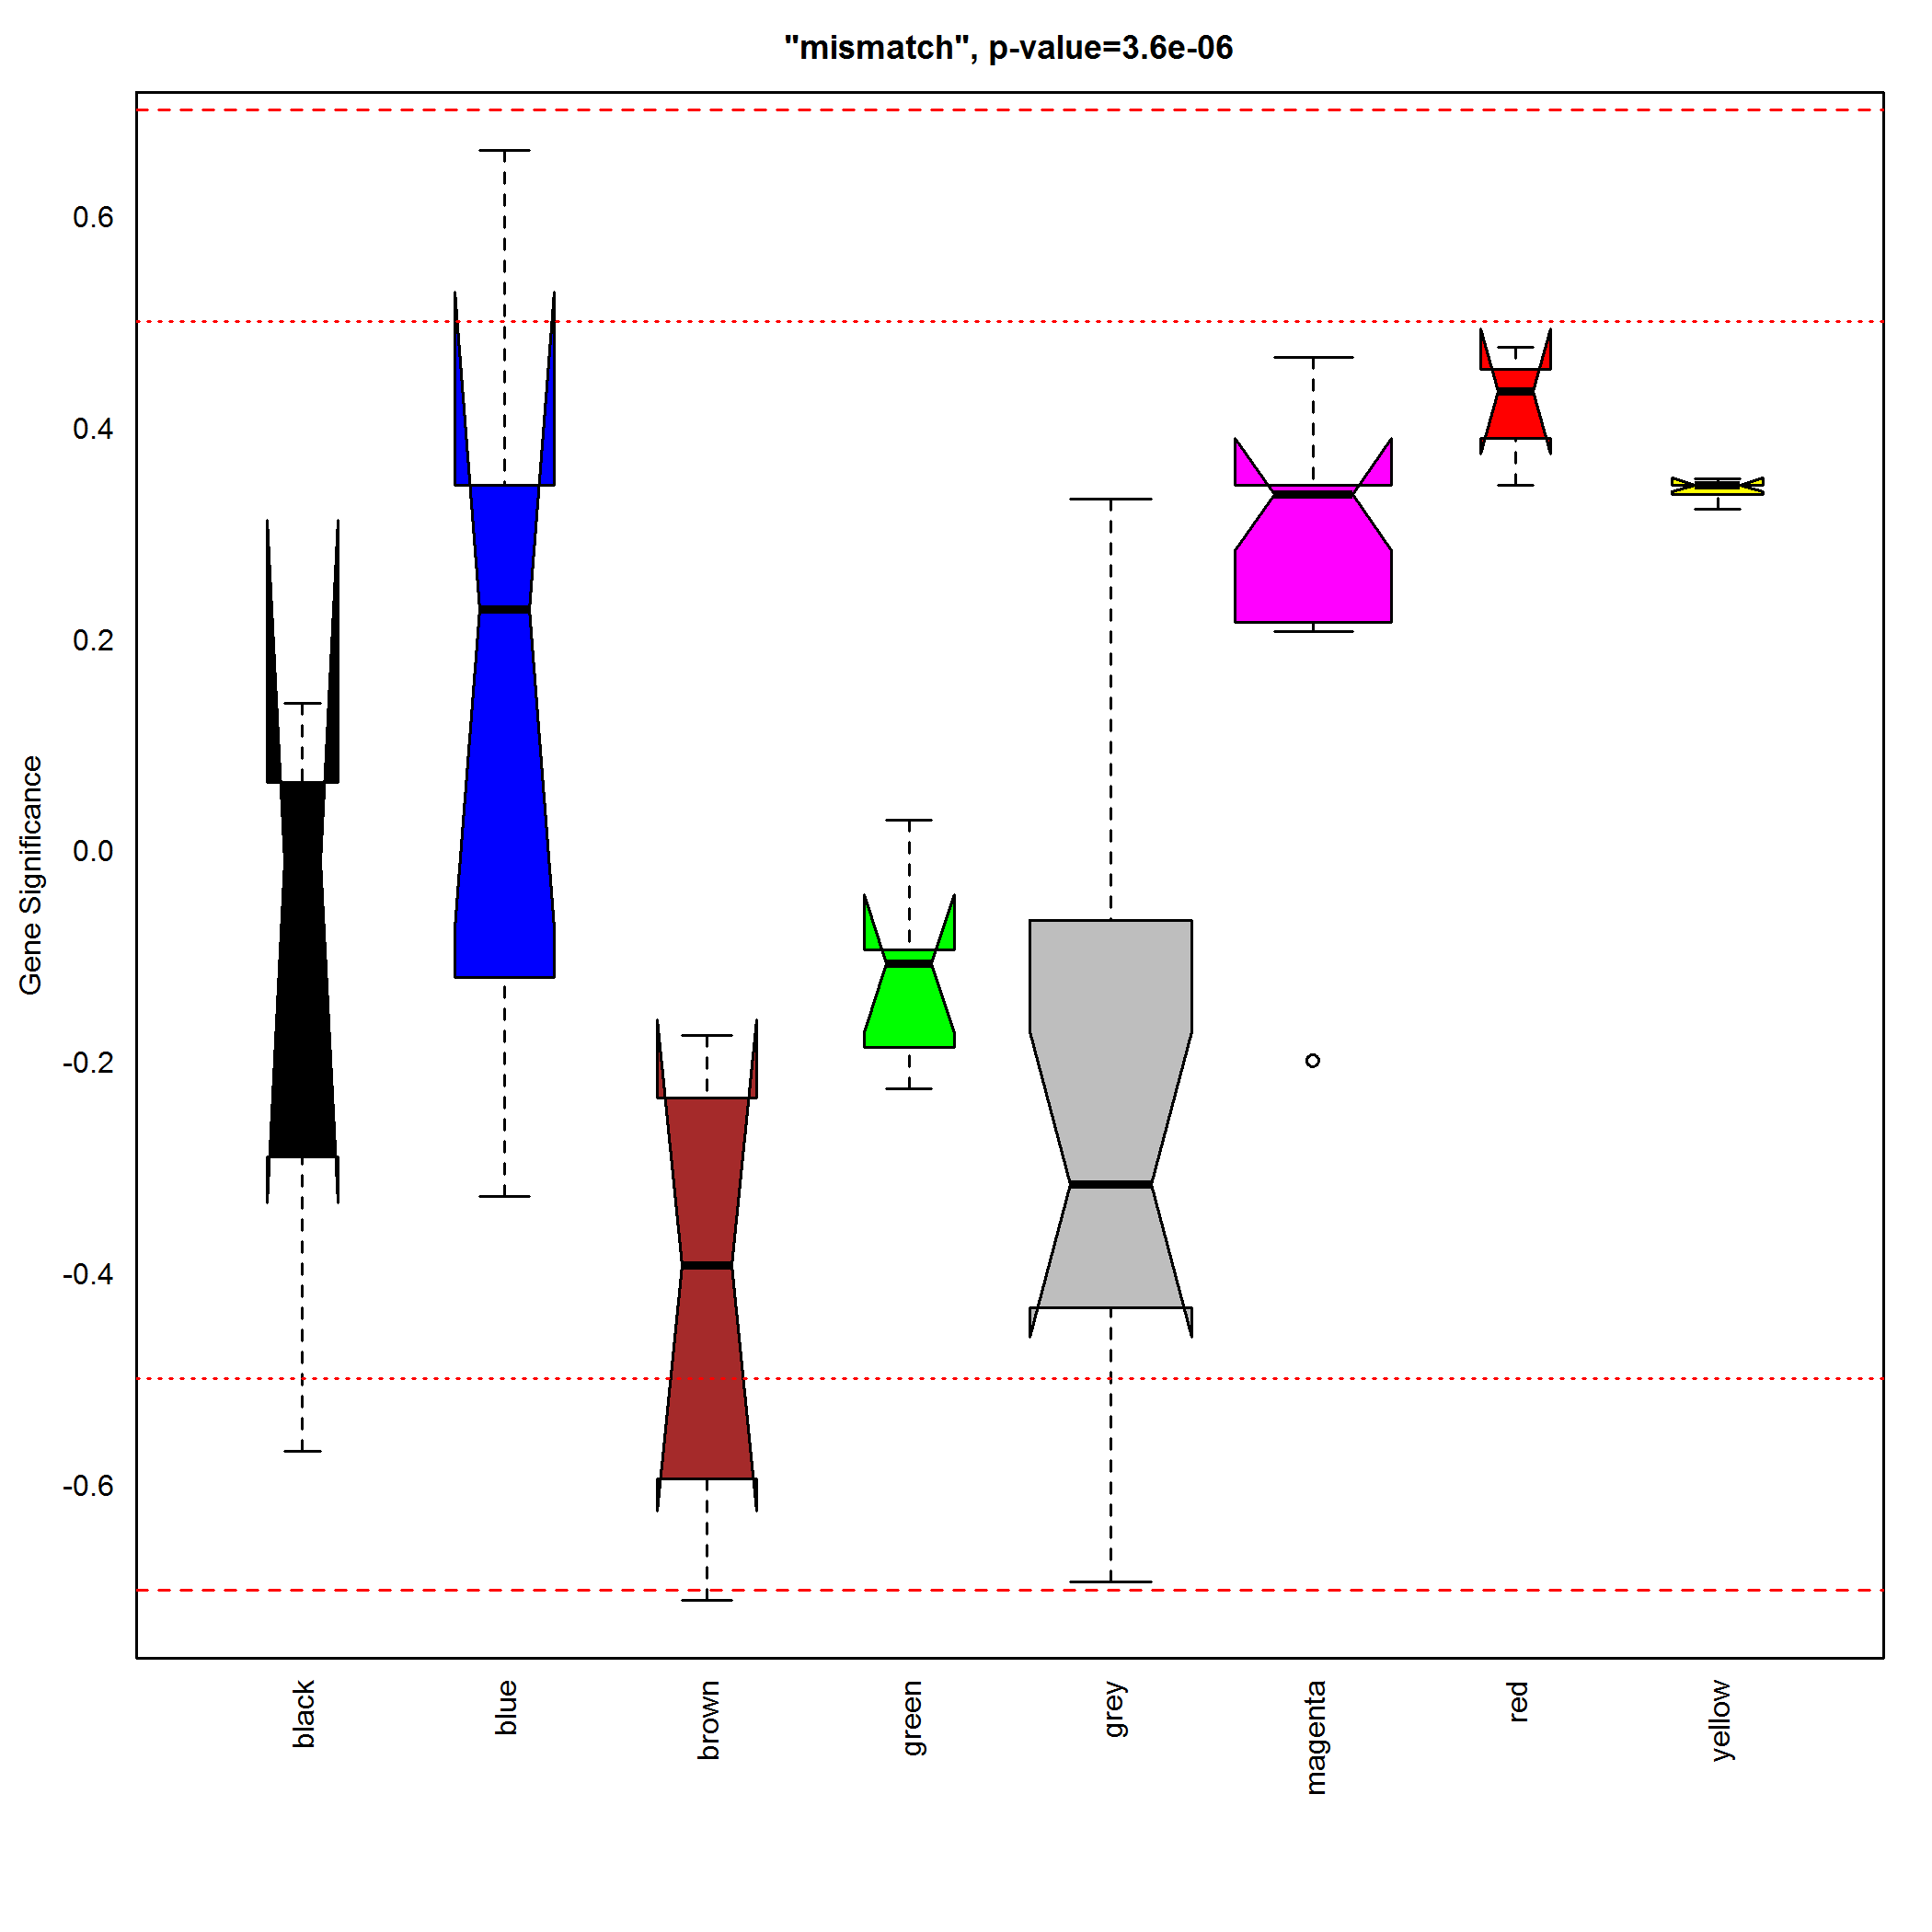 "mismatch", p-value=3.6e-06
Gene Significance
0.6
0.4
0.2
0.0
-0.2
-0.4
-0.6
black
blue
brown
green
grey
magenta
red
yellow